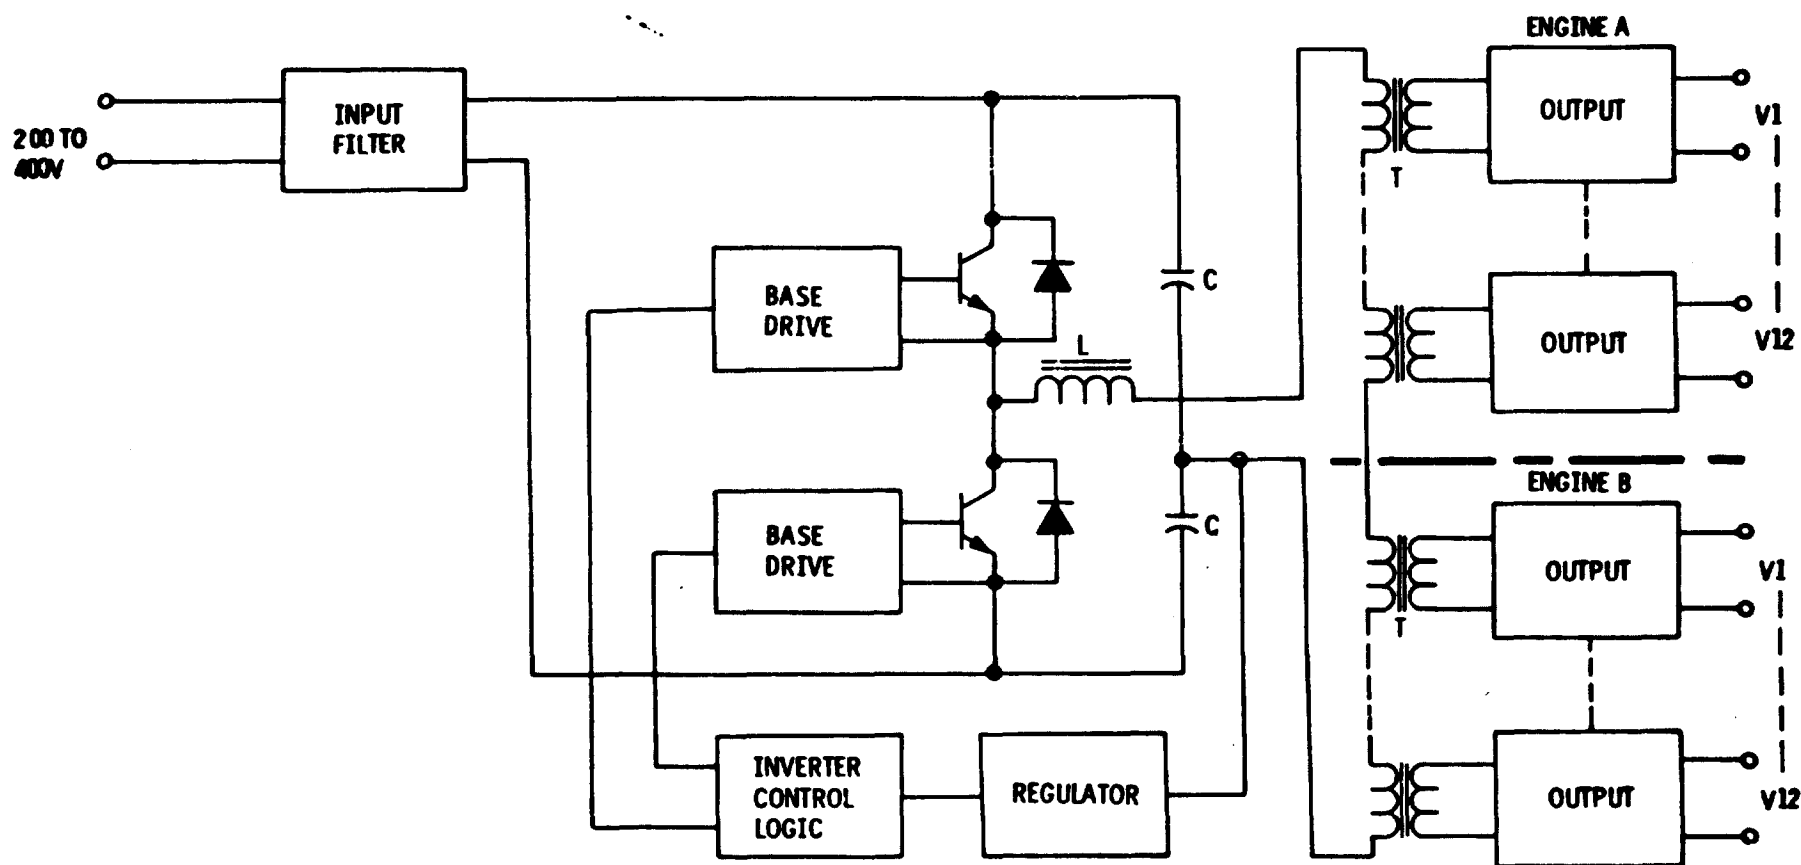 200 TO
400V
INPUT
FILTER
BASE
DRIVE
L
C
BASE
DRIVE
C
INVERTER
CONTROL
LOGIC
REGULATOR
ENGINE A
OUTPUT
V1
T
OUTPUT
V12
ENGINE B
OUTPUT
V1
T
OUTPUT
V12